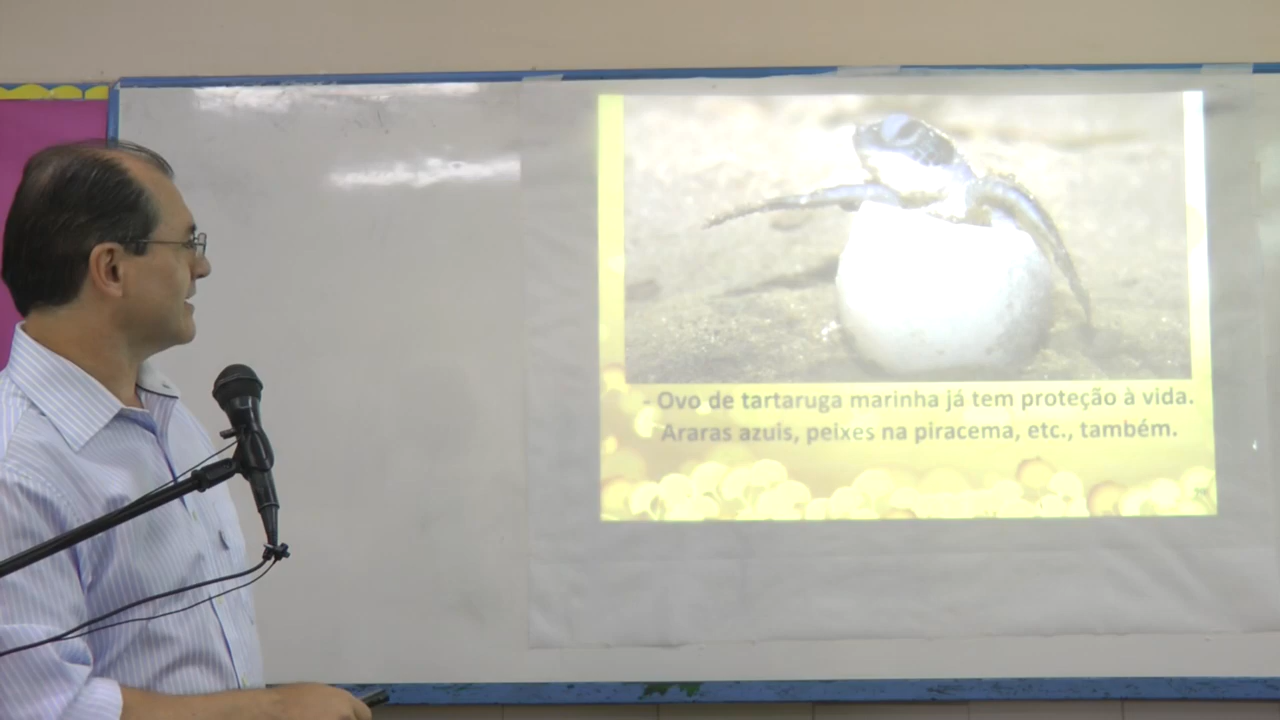 - Ovo de tartaruga marinha já tem proteção à vida.
Araras azuis, peixes na piracema, etc., também.